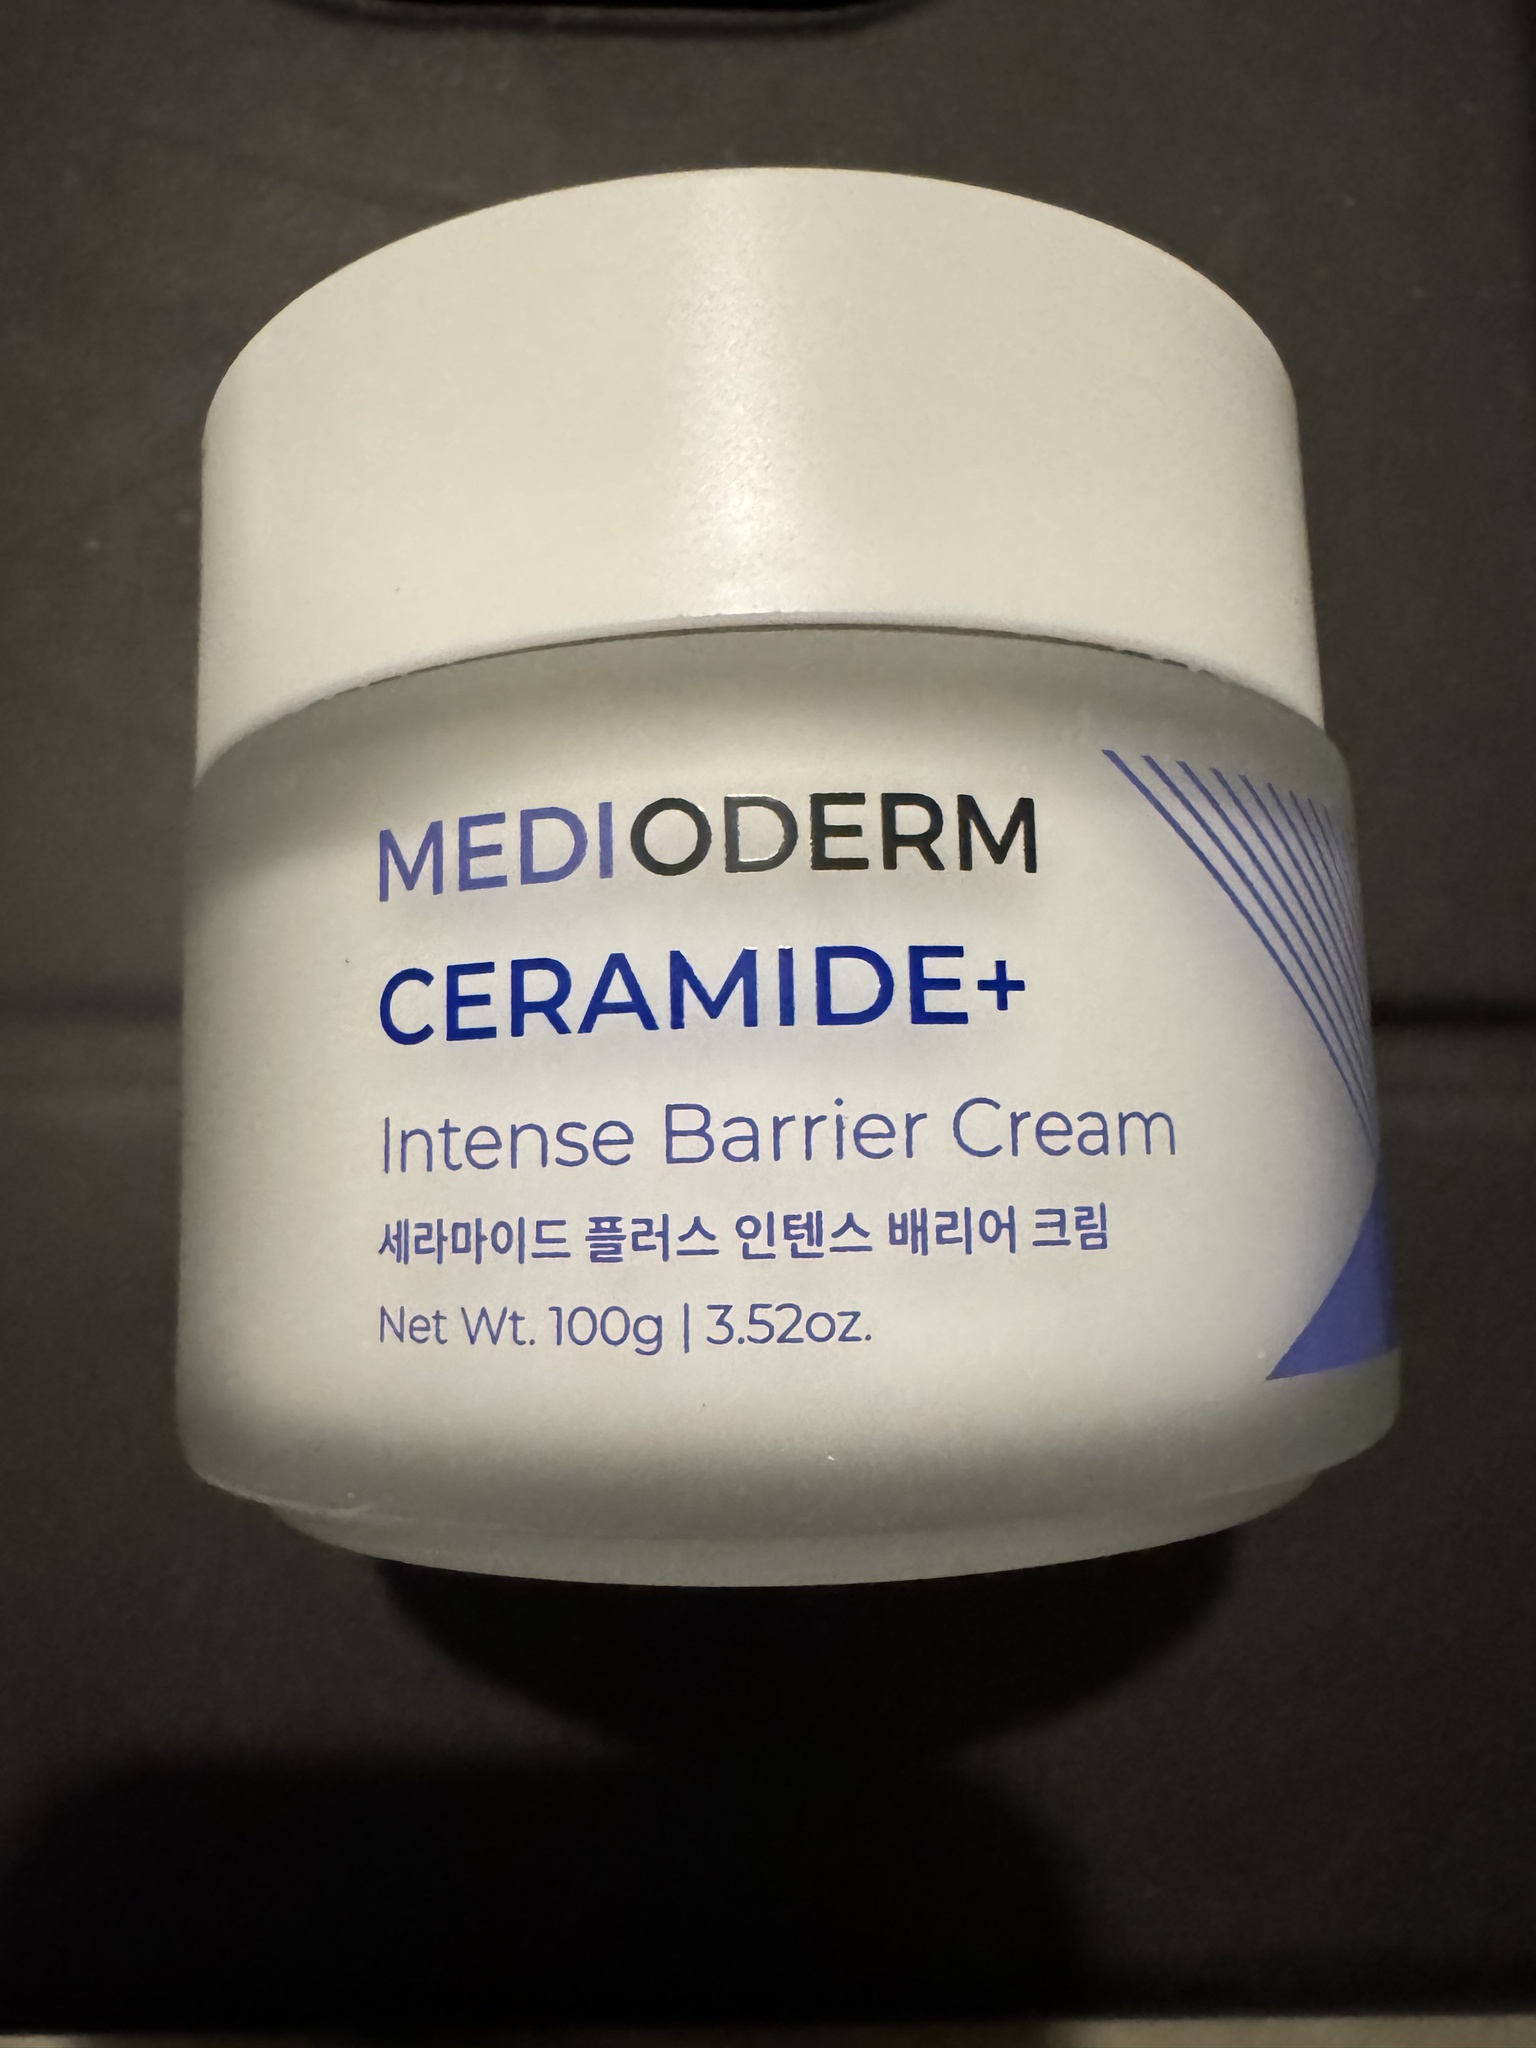 MEDIODERM
CERAMIDE+
Intense Barrier Cream
세라마이드 플러스 인텐스 배리어 크림
Net Wt. 100g | 3.52oz.